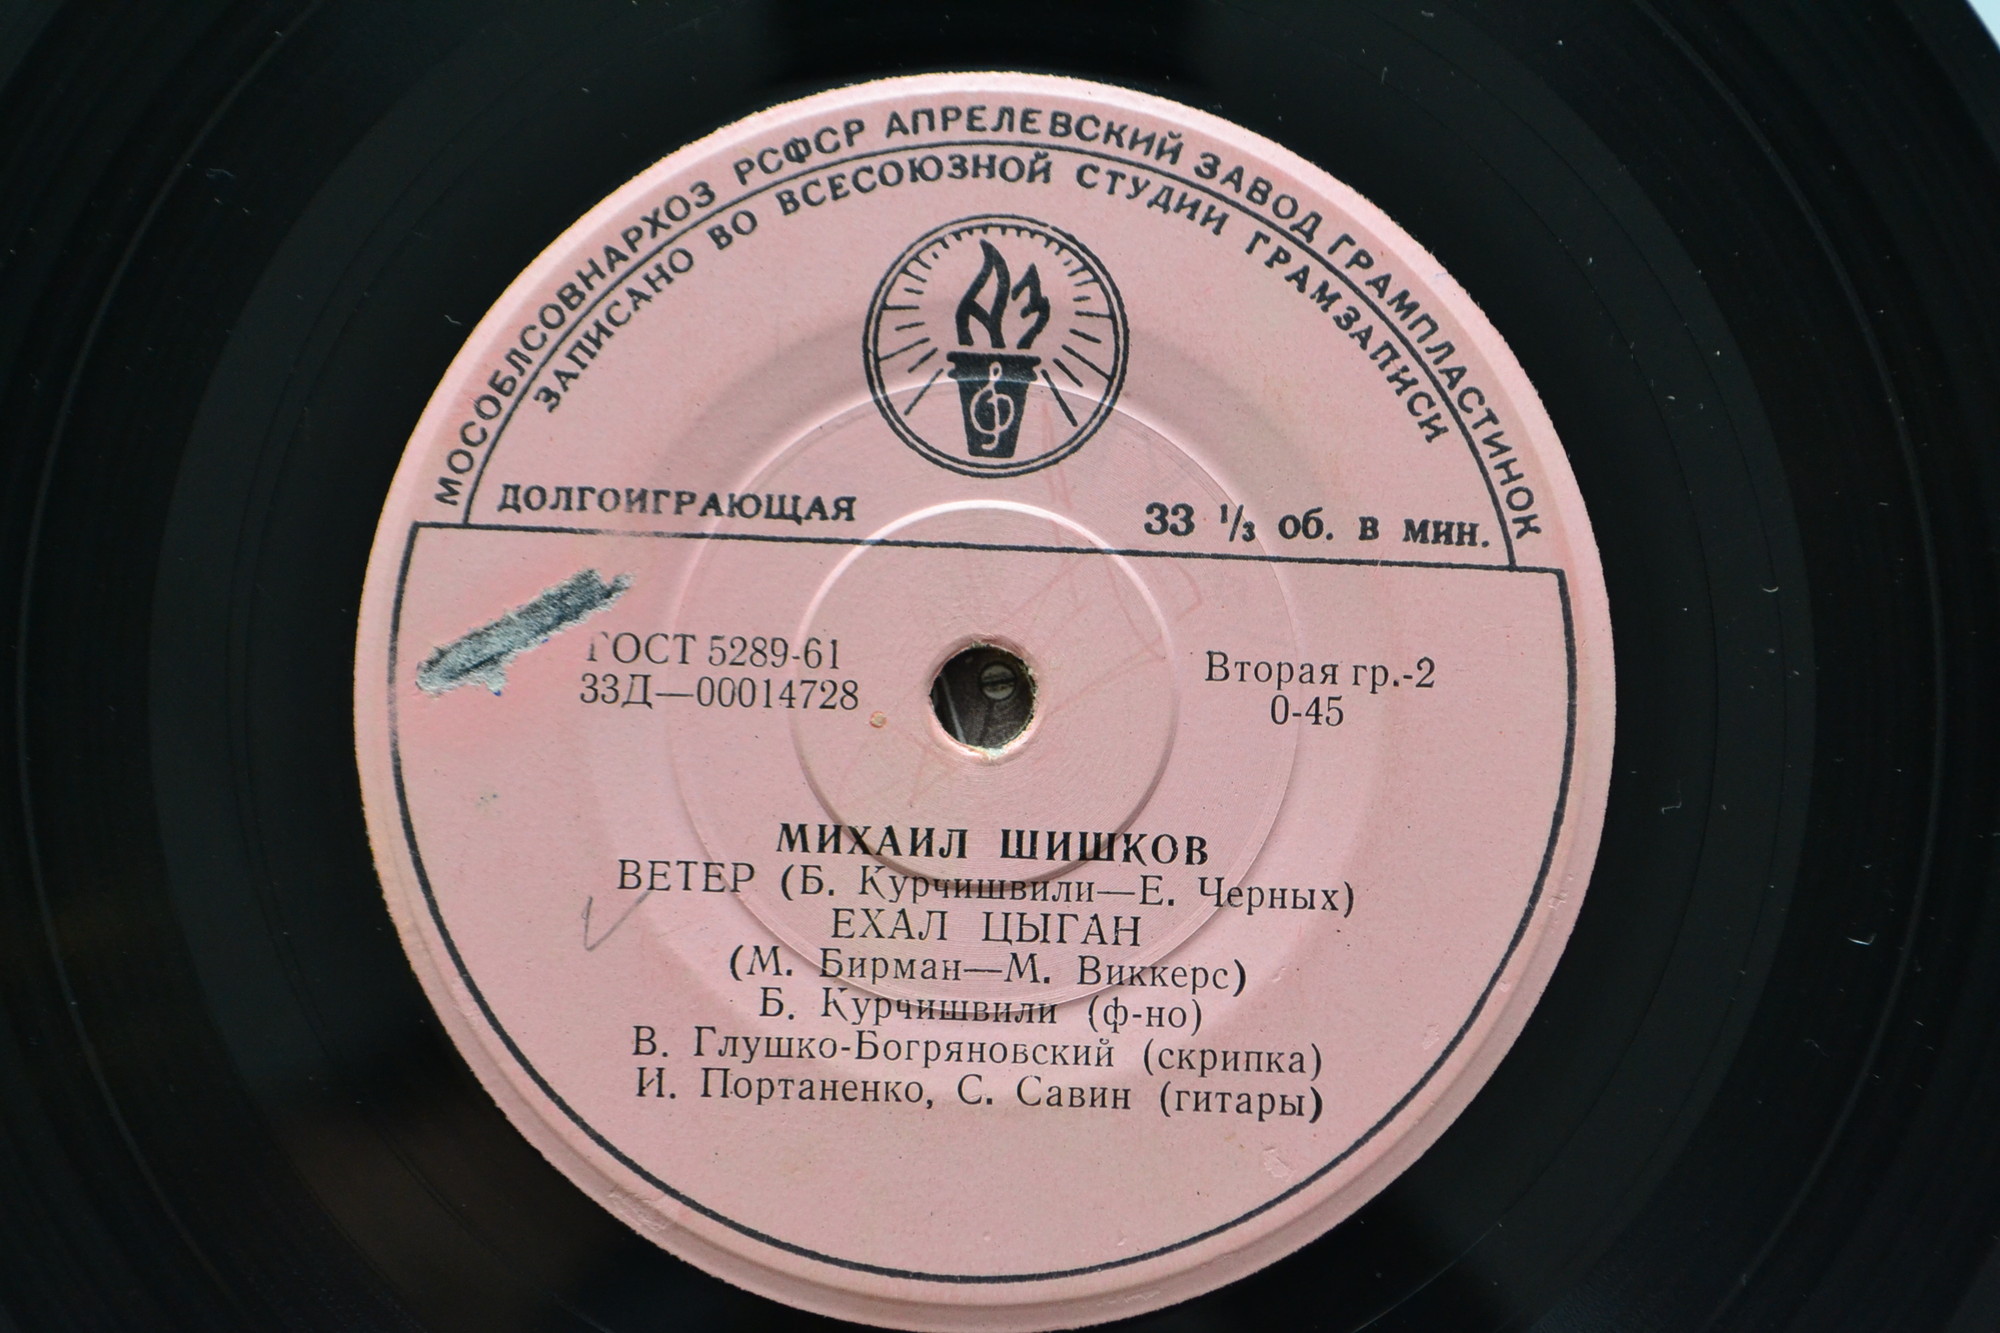 МОСОБЛСОВНАРХОЗ РСФСР АПРЕЛЕВСКИЙ ЗАВОД ГРАМПЛАСТИНОК
ЗАПИСАНО ВО ВСЕСОЮЗНОЙ СТУДИИ ГРАМЗАПИСИ
АЗ
ДОЛГОИГРАЮЩАЯ
33 1/3 об. в мин.
ГОСТ 5289-61
33Д—00014728
Вторая гр.-2
0-45
МИХАИЛ ШИШКОВ
ВЕТЕР (Б. Курчишвили—Е. Черных)
ЕХАЛ ЦЫГАН
(М. Бирман—М. Виккерс)
Б. Курчишвили (ф-но)
В. Глушко-Богряновский (скрипка)
И. Портаненко, С. Савин (гитары)